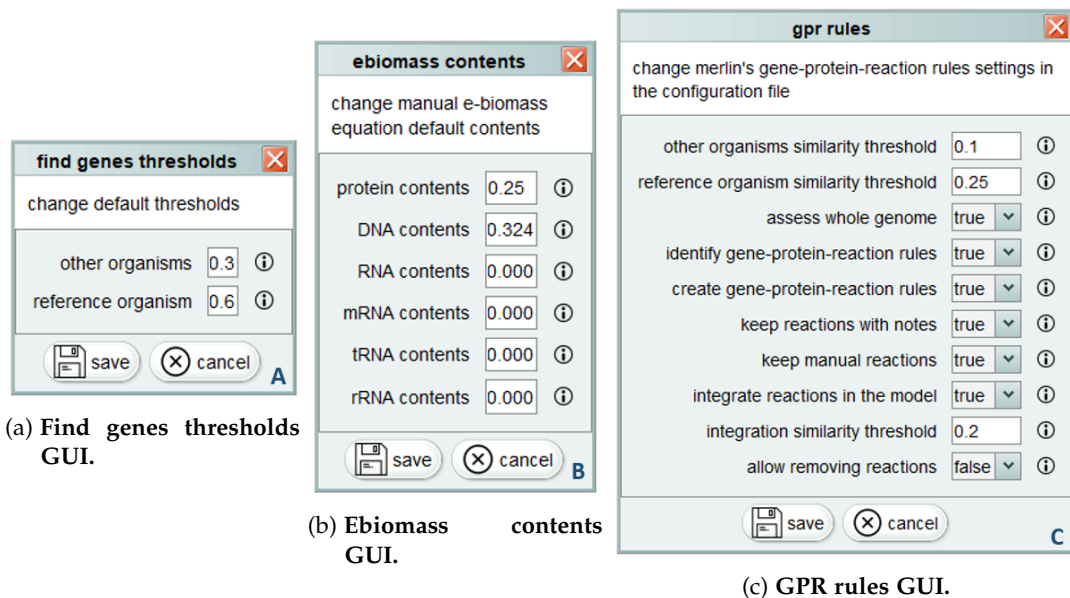 find genes thresholds
change default thresholds
other organisms 0.3
reference organism 0.6
save cancel
A
(a) Find genes thresholds
GUI.
ebiomass contents
change manual e-biomass
equation default contents
protein contents 0.25
DNA contents 0.324
RNA contents 0.000
mRNA contents 0.000
tRNA contents 0.000
rRNA contents 0.000
save cancel
B
(b) Ebiomass contents
GUI.
gpr rules
change merlin's gene-protein-reaction rules settings in
the configuration file
other organisms similarity threshold 0.1
reference organism similarity threshold 0.25
assess whole genome true
identify gene-protein-reaction rules true
create gene-protein-reaction rules true
keep reactions with notes true
keep manual reactions true
integrate reactions in the model true
integration similarity threshold 0.2
allow removing reactions false
save cancel
C
(c) GPR rules GUI.